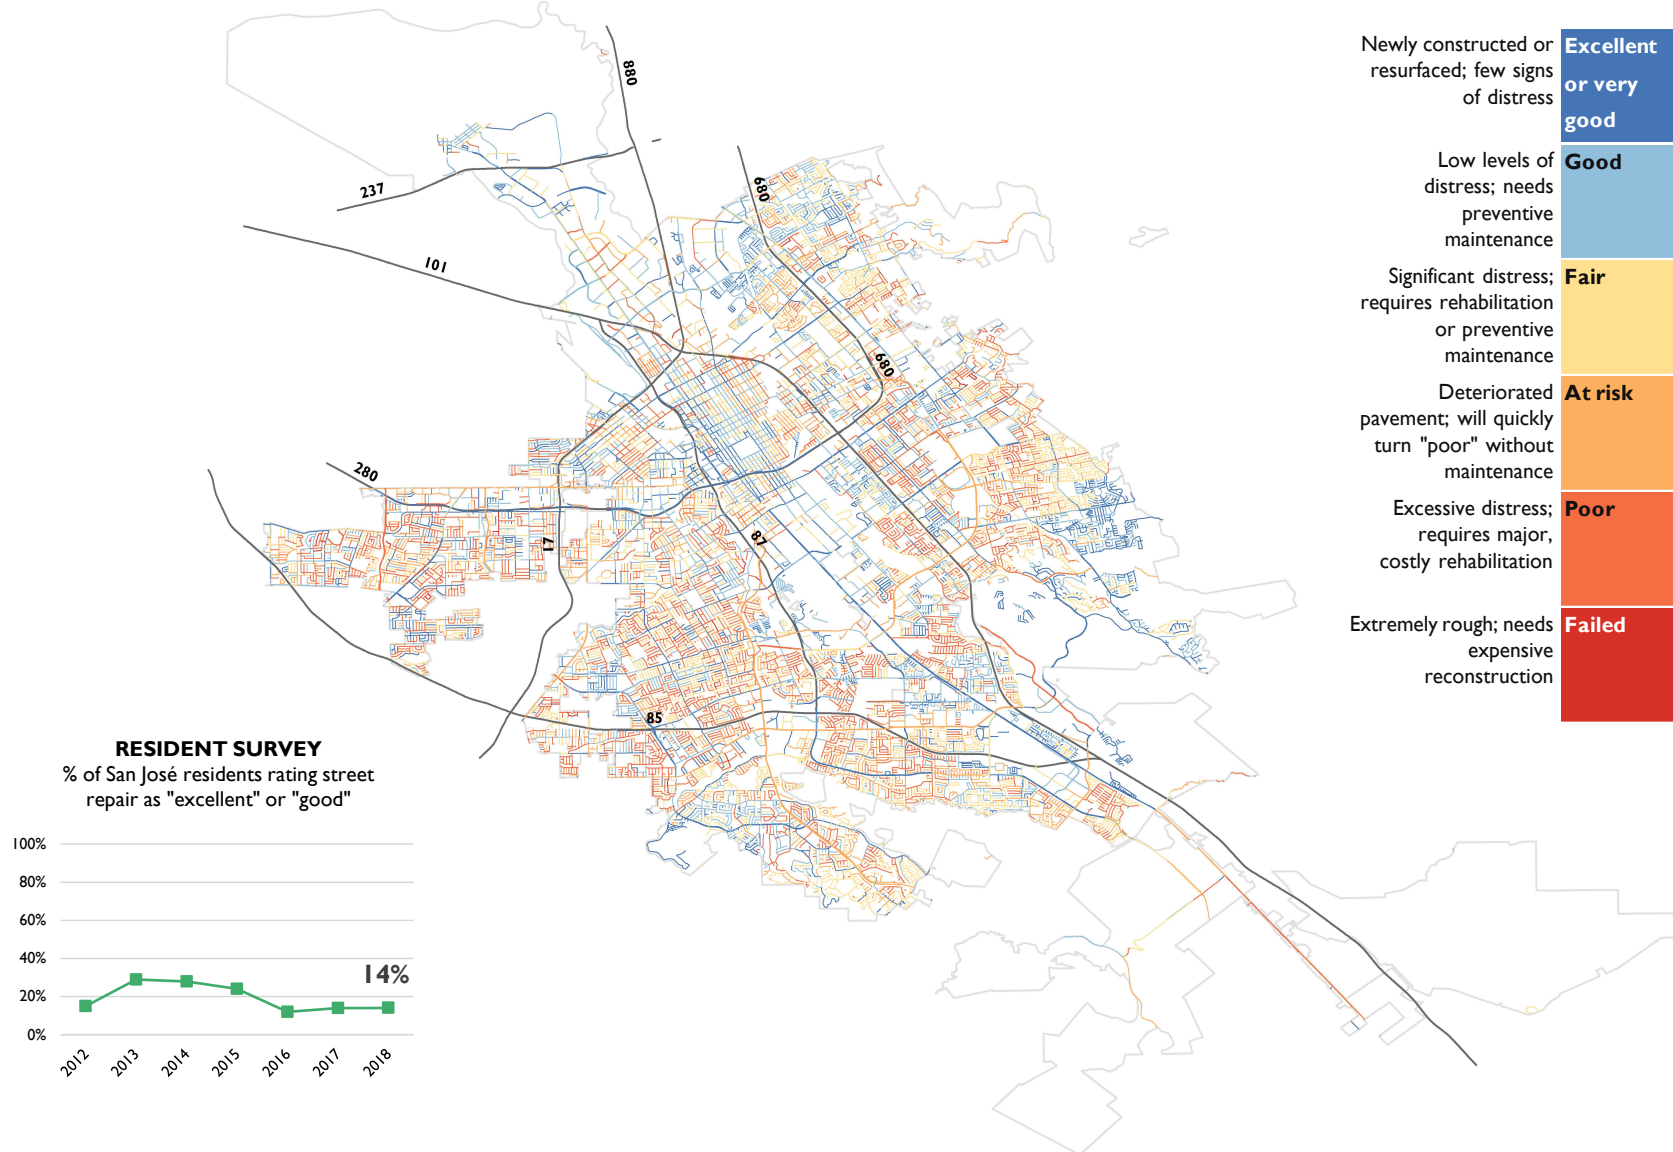 880
237
101
680
680
280
17
87
85
Newly constructed or
resurfaced; few signs
of distress
Excellent
or very
good
Low levels of
distress; needs
preventive
maintenance
Good
Significant distress;
requires rehabilitation
or preventive
maintenance
Fair
Deteriorated
pavement; will quickly
turn "poor" without
maintenance
At risk
Excessive distress;
requires major,
costly rehabilitation
Poor
Extremely rough; needs
expensive
reconstruction
Failed
RESIDENT SURVEY
% of San José residents rating street
repair as "excellent" or "good"
100%
80%
60%
40%
20%
0%
14%
2012
2013
2014
2015
2016
2017
2018